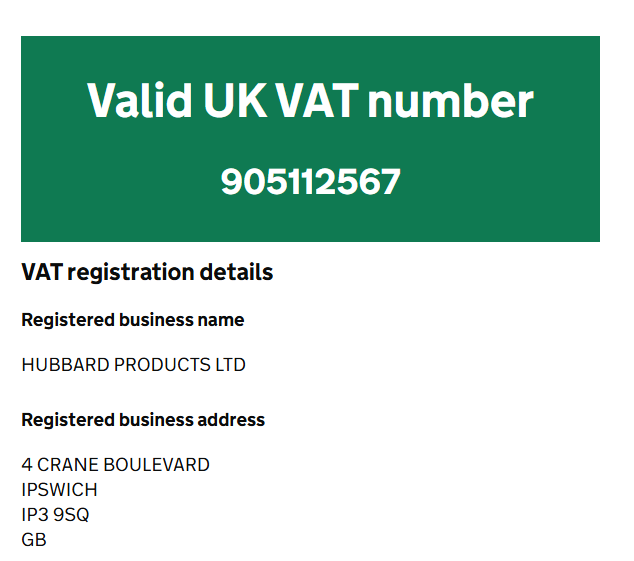 Valid UK VAT number
905112567
VAT registration details
Registered business name
HUBBARD PRODUCTS LTD
Registered business address
4 CRANE BOULEVARD
IPSWICH
IP3 9SQ
GB